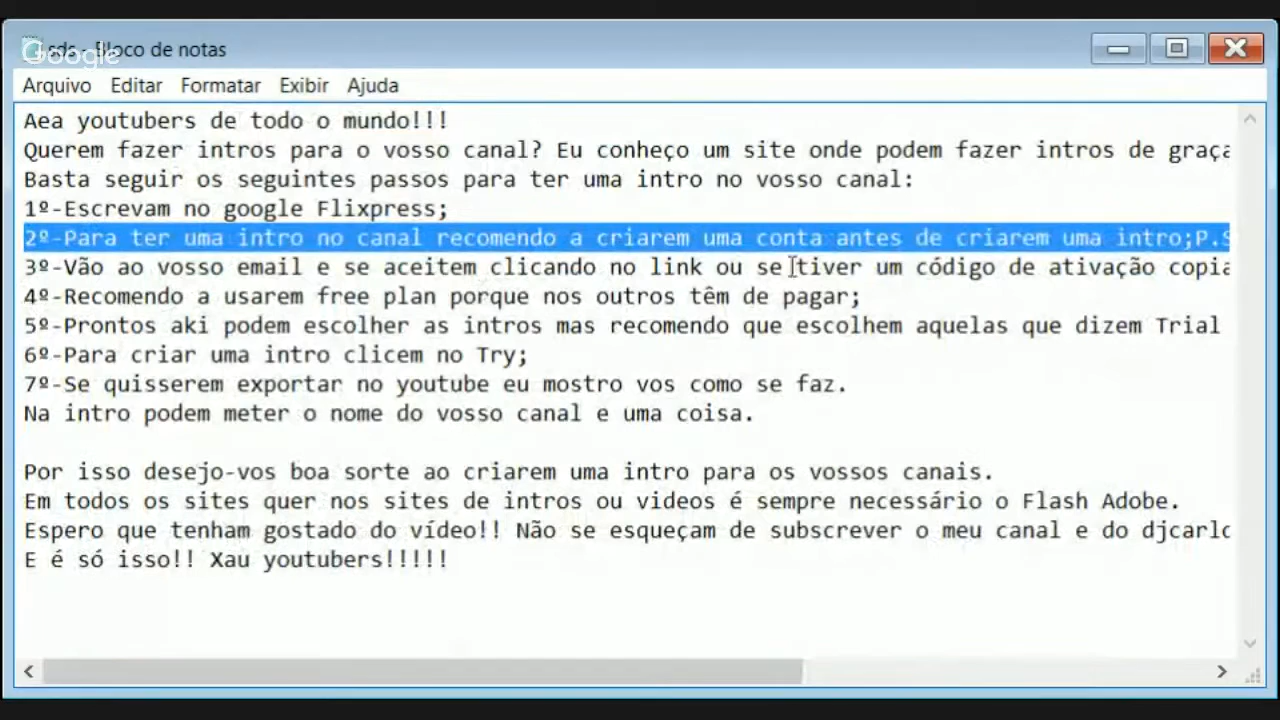 sds - Bloco de notas
Google
Arquivo Editar Formatar Exibir Ajuda
Aea youtubers de todo o mundo!!!
Querem fazer intros para o vosso canal? Eu conheço um site onde podem fazer intros de graça
Basta seguir os seguintes passos para ter uma intro no vosso canal:
1º-Escrevam no google Flixpress;
2º-Para ter uma intro no canal recomendo a criarem uma conta antes de criarem uma intro;P.S
3º-Vão ao vosso email e se aceitem clicando no link ou se tiver um código de ativação copia
4º-Recomendo a usarem free plan porque nos outros têm de pagar;
5º-Prontos aki podem escolher as intros mas recomendo que escolhem aquelas que dizem Trial
6º-Para criar uma intro clicem no Try;
7º-Se quisserem exportar no youtube eu mostro vos como se faz.
Na intro podem meter o nome do vosso canal e uma coisa.
Por isso desejo-vos boa sorte ao criarem uma intro para os vossos canais.
Em todos os sites quer nos sites de intros ou videos é sempre necessário o Flash Adobe.
Espero que tenham gostado do vídeo!! Não se esqueçam de subscrever o meu canal e do djcarlo
E é só isso!! Xau youtubers!!!!!